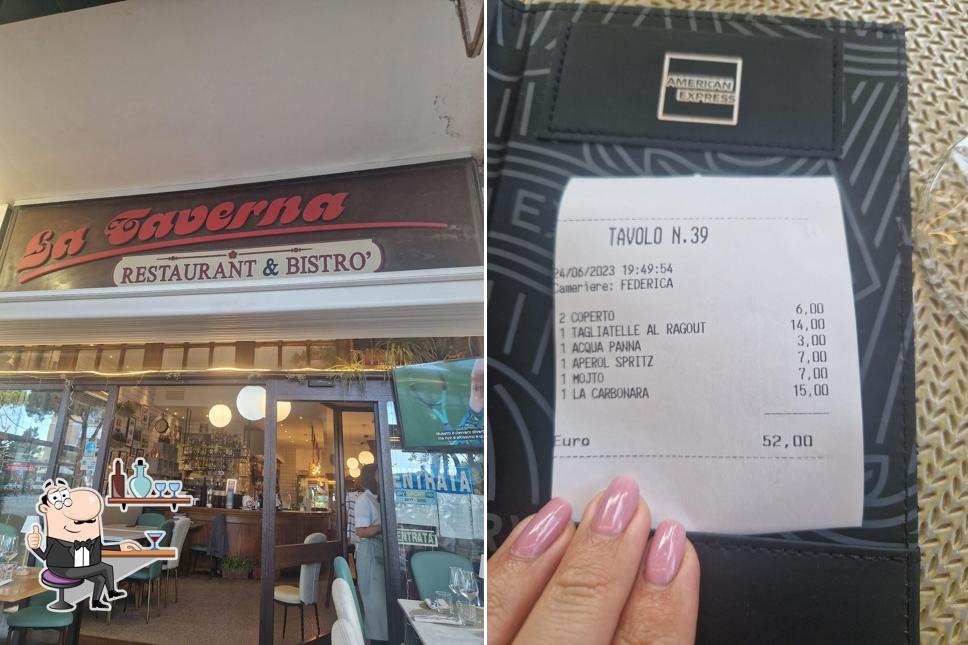 La Taverna
RESTAURANT & BISTRO'
ENTRATA
ENTRATA
AMERICAN
EXPRESS
TAVOLO N.39
24/06/2023 19:49:54
Cameriere: FEDERICA
2 COPERTO 6,00
1 TAGLIATELLE AL RAGOUT 14,00
1 ACQUA PANNA 3,00
1 APEROL SPRITZ 7,00
1 MOJTO 7,00
1 LA CARBONARA 15,00
Euro 52,00